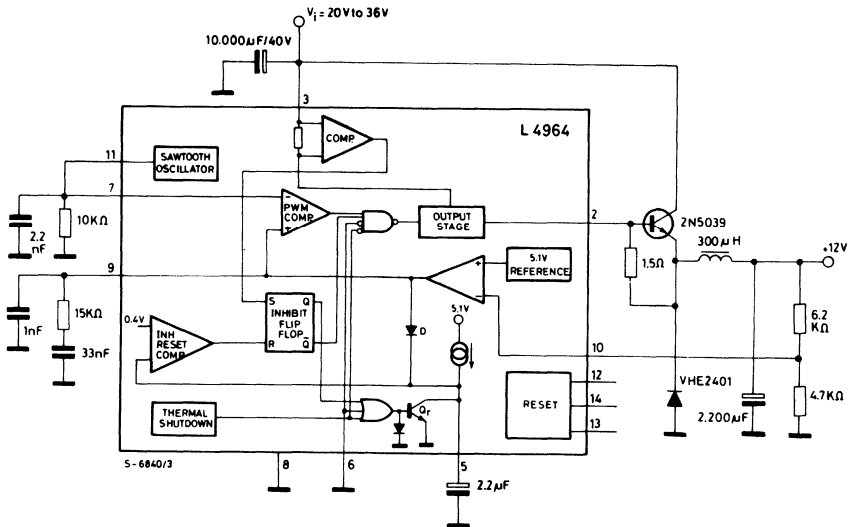 Vi = 20V to 36V
10.000µF/40V
3
L 4964
COMP.
11
SAWTOOTH
OSCILLATOR
7
PWM
COMP
OUTPUT
STAGE
2
2N5039
300µH
+12V
10KΩ
2.2
nF
1.5Ω
9
5.1V
REFERENCE
6.2
KΩ
1nF
15KΩ
33nF
0.4V
INH
RESET
COMP.
S Q
INHIBIT
FLIP
FLOP
R Q̄
D
5.1V
10
12
14
13
RESET
VHE2401
4.7KΩ
2.200µF
THERMAL
SHUTDOWN
Qr
S-6840/3
8
6
5
2.2µF